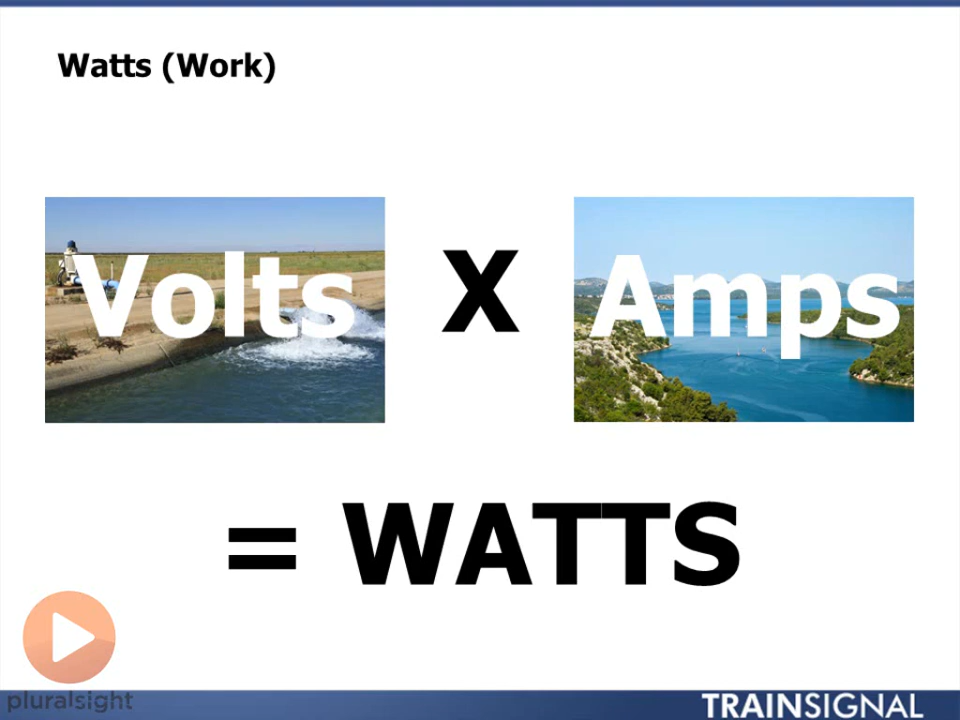 Watts (Work)
Volts X Amps
= WATTS
pluralsight
TRAINSIGNAL